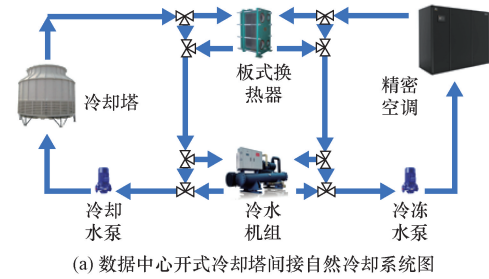 板式换
热器
冷却塔
精密
空调
冷却
水泵
冷水
机组
冷冻
水泵
(a) 数据中心开式冷却塔间接自然冷却系统图